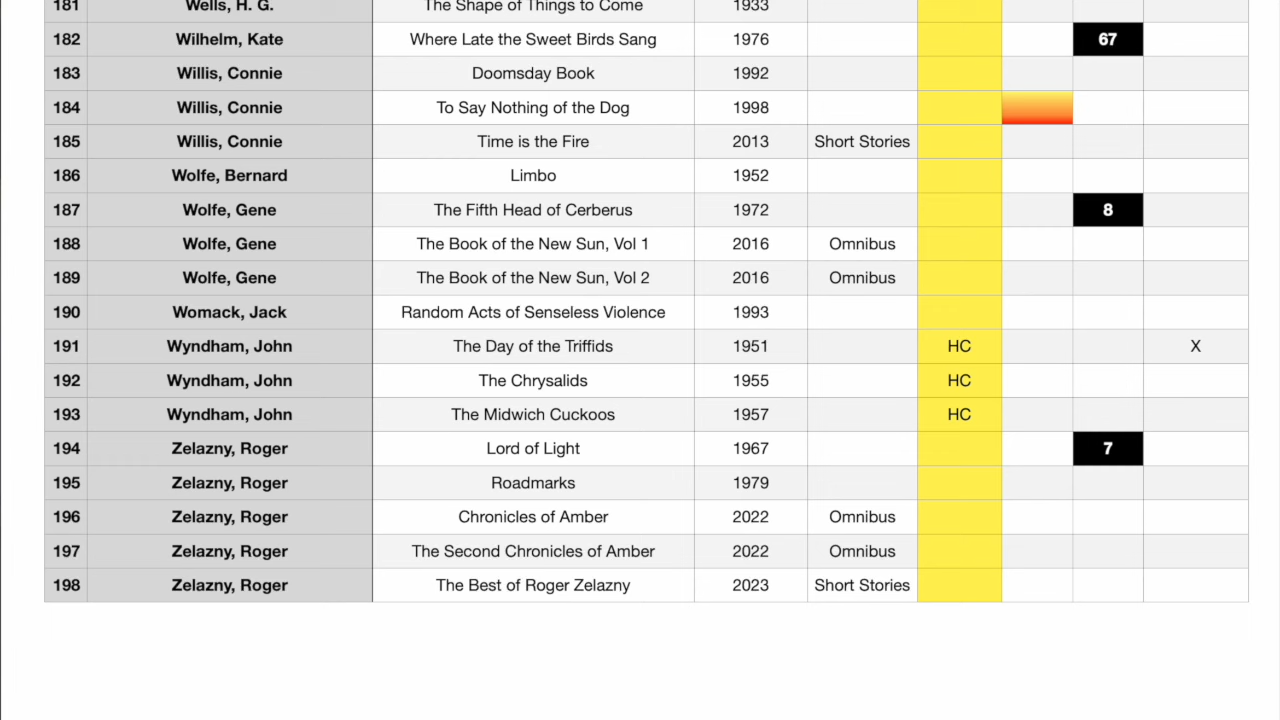 181 Wells, H. G. The Shape of Things to Come 1933
182 Wilhelm, Kate Where Late the Sweet Birds Sang 1976 67
183 Willis, Connie Doomsday Book 1992
184 Willis, Connie To Say Nothing of the Dog 1998
185 Willis, Connie Time is the Fire 2013 Short Stories
186 Wolfe, Bernard Limbo 1952
187 Wolfe, Gene The Fifth Head of Cerberus 1972 8
188 Wolfe, Gene The Book of the New Sun, Vol 1 2016 Omnibus
189 Wolfe, Gene The Book of the New Sun, Vol 2 2016 Omnibus
190 Womack, Jack Random Acts of Senseless Violence 1993
191 Wyndham, John The Day of the Triffids 1951 HC X
192 Wyndham, John The Chrysalids 1955 HC
193 Wyndham, John The Midwich Cuckoos 1957 HC
194 Zelazny, Roger Lord of Light 1967 7
195 Zelazny, Roger Roadmarks 1979
196 Zelazny, Roger Chronicles of Amber 2022 Omnibus
197 Zelazny, Roger The Second Chronicles of Amber 2022 Omnibus
198 Zelazny, Roger The Best of Roger Zelazny 2023 Short Stories